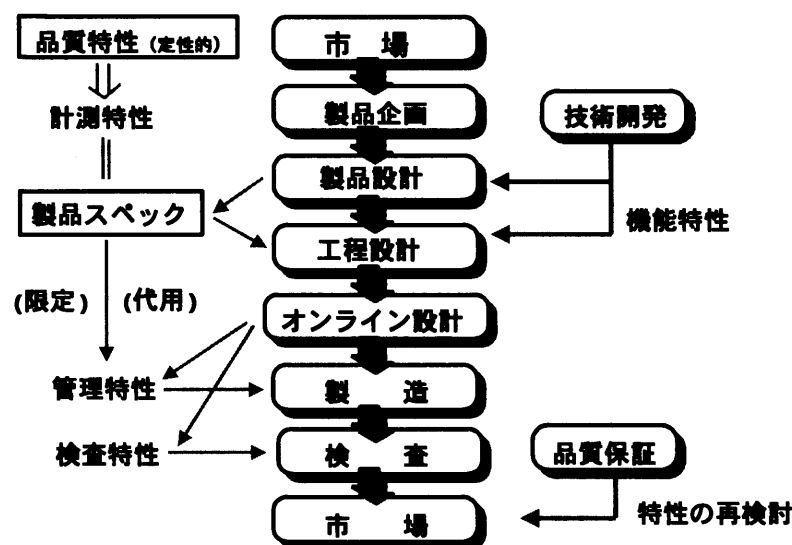 品質特性(定性的)
市 場
計測特性
製品企画
技術開発
製品設計
製品スペック
機能特性
工程設計
(限定) (代用)
オンライン設計
管理特性
製 造
検査特性
検 査
品質保証
市 場
特性の再検討